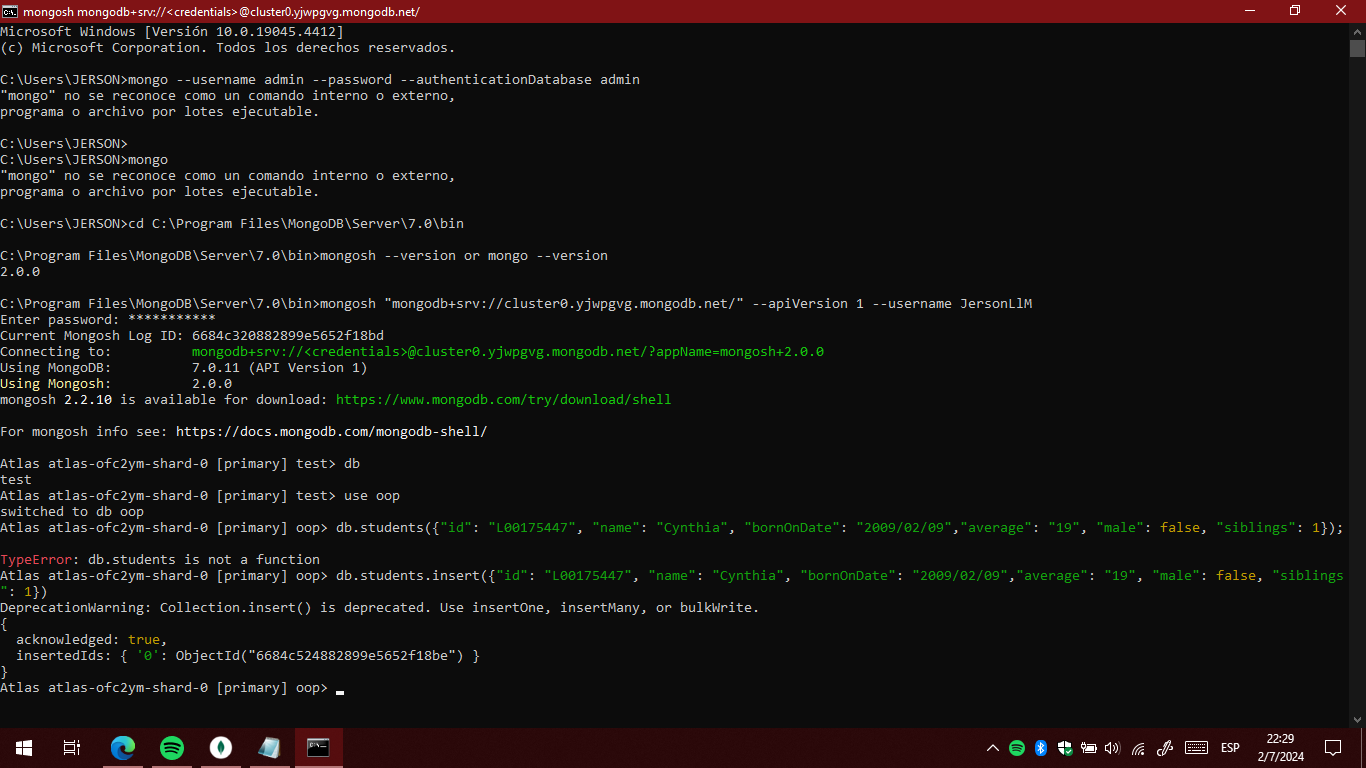 mongosh mongodb+srv://<credentials>@cluster0.yjwpgvg.mongodb.net/
Microsoft Windows [Versión 10.0.19045.4412]
(c) Microsoft Corporation. Todos los derechos reservados.
C:\Users\JERSON>mongo --username admin --password --authenticationDatabase admin
"mongo" no se reconoce como un comando interno o externo,
programa o archivo por lotes ejecutable.
C:\Users\JERSON>
C:\Users\JERSON>mongo
"mongo" no se reconoce como un comando interno o externo,
programa o archivo por lotes ejecutable.
C:\Users\JERSON>cd C:\Program Files\MongoDB\Server\7.0\bin
C:\Program Files\MongoDB\Server\7.0\bin>mongosh --version or mongo --version
2.0.0
C:\Program Files\MongoDB\Server\7.0\bin>mongosh "mongodb+srv://cluster0.yjwpgvg.mongodb.net/" --apiVersion 1 --username JersonLlM
Enter password: ***********
Current Mongosh Log ID: 6684c320882899e5652f18bd
Connecting to: mongodb+srv://<credentials>@cluster0.yjwpgvg.mongodb.net/?appName=mongosh+2.0.0
Using MongoDB: 7.0.11 (API Version 1)
Using Mongosh: 2.0.0
mongosh 2.2.10 is available for download: https://www.mongodb.com/try/download/shell
For mongosh info see: https://docs.mongodb.com/mongodb-shell/
Atlas atlas-ofc2ym-shard-0 [primary] test> db
test
Atlas atlas-ofc2ym-shard-0 [primary] test> use oop
switched to db oop
Atlas atlas-ofc2ym-shard-0 [primary] oop> db.students({"id": "L00175447", "name": "Cynthia", "bornOnDate": "2009/02/09","average": "19", "male": false, "siblings": 1});
TypeError: db.students is not a function
Atlas atlas-ofc2ym-shard-0 [primary] oop> db.students.insert({"id": "L00175447", "name": "Cynthia", "bornOnDate": "2009/02/09","average": "19", "male": false, "siblings
": 1})
DeprecationWarning: Collection.insert() is deprecated. Use insertOne, insertMany, or bulkWrite.
{
  acknowledged: true,
  insertedIds: { '0': ObjectId("6684c524882899e5652f18be") }
}
Atlas atlas-ofc2ym-shard-0 [primary] oop>
ESP
22:29
2/7/2024